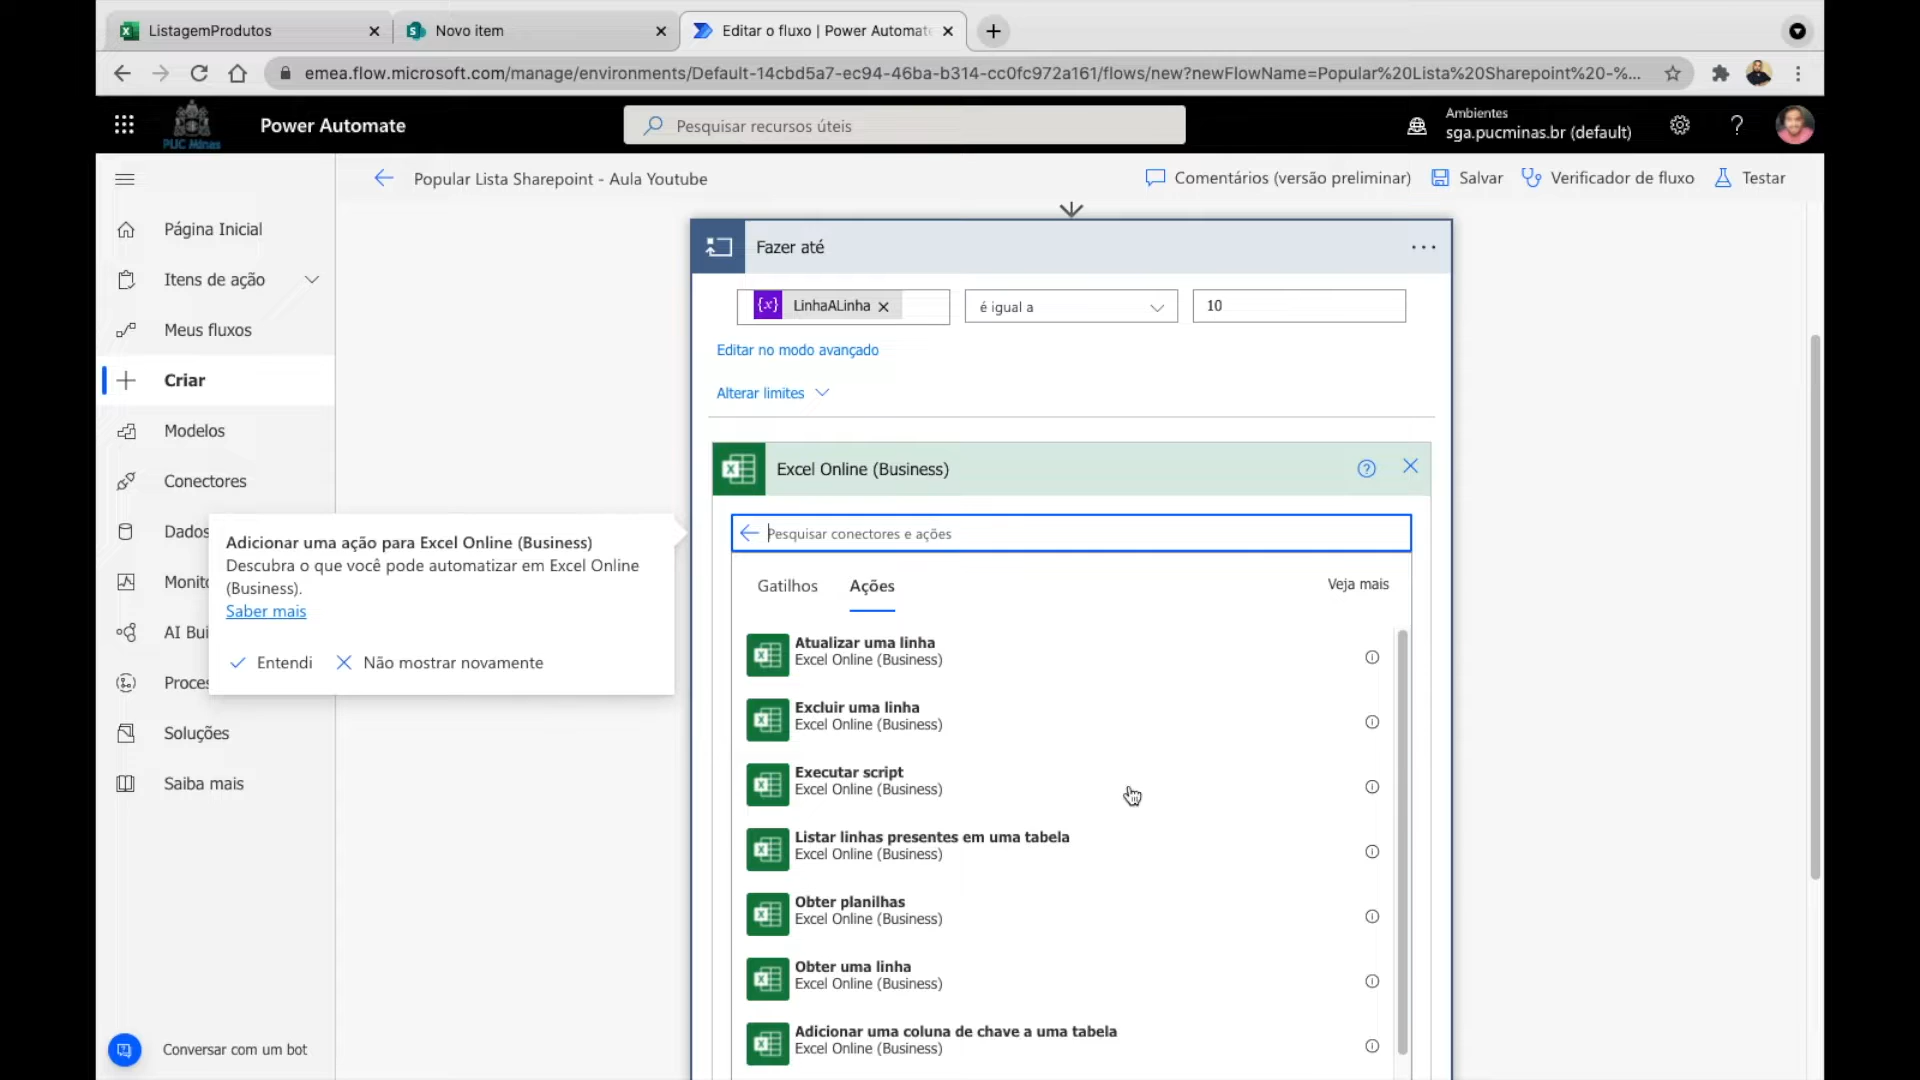 ListagemProdutos
Novo item
Editar o fluxo | Power Automate
emea.flow.microsoft.com/manage/environments/Default-14cbd5a7-ec94-46ba-b314-cc0fc972a161/flows/new?newFlowName=Popular%20Lista%20Sharepoint%20-%...
PUC Minas
Power Automate
Pesquisar recursos úteis
Ambientes
sga.pucminas.br (default)
Popular Lista Sharepoint - Aula Youtube
Comentários (versão preliminar)
Salvar
Verificador de fluxo
Testar
Página Inicial
Itens de ação
Meus fluxos
Criar
Modelos
Conectores
Dados
Monito
AI Bui
Proces
Soluções
Saiba mais
Conversar com um bot
Adicionar uma ação para Excel Online (Business)
Descubra o que você pode automatizar em Excel Online
(Business).
Saber mais
Entendi
Não mostrar novamente
Fazer até
{x} LinhaALinha
é igual a
10
Editar no modo avançado
Alterar limites
Excel Online (Business)
Pesquisar conectores e ações
Gatilhos
Ações
Veja mais
Atualizar uma linha
Excel Online (Business)
Excluir uma linha
Excel Online (Business)
Executar script
Excel Online (Business)
Listar linhas presentes em uma tabela
Excel Online (Business)
Obter planilhas
Excel Online (Business)
Obter uma linha
Excel Online (Business)
Adicionar uma coluna de chave a uma tabela
Excel Online (Business)